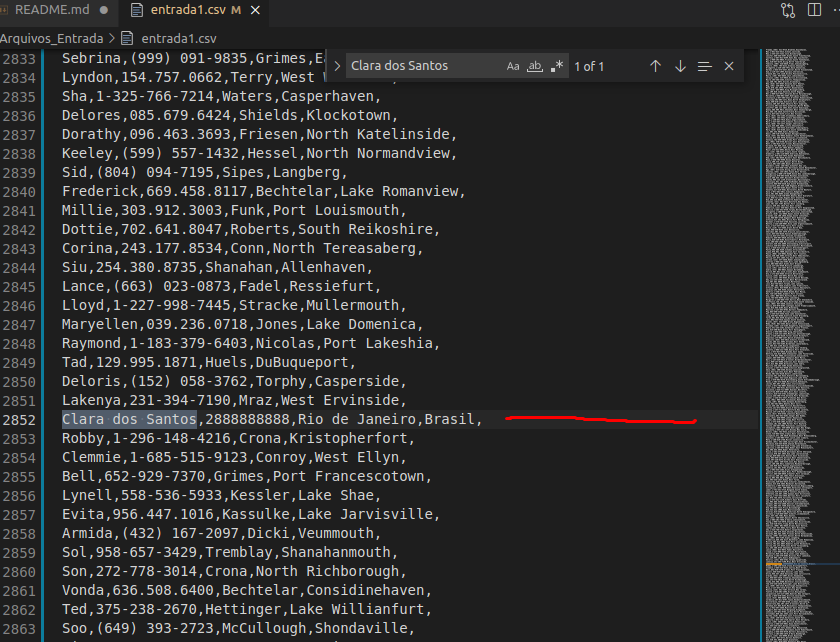 README.md
entrada1.csv M
Arquivos_Entrada > entrada1.csv
Clara dos Santos Aa ab 1 of 1
2833 Sebrina,(999) 091-9835,Grimes,
2834 Lyndon,154.757.0662,Terry,West
2835 Sha,1-325-766-7214,Waters,Casperhaven,
2836 Delores,085.679.6424,Shields,Klockotown,
2837 Dorathy,096.463.3693,Friesen,North Katelinside,
2838 Keeley,(599) 557-1432,Hessel,North Normandview,
2839 Sid,(804) 094-7195,Sipes,Langberg,
2840 Frederick,669.458.8117,Bechtelar,Lake Romanview,
2841 Millie,303.912.3003,Funk,Port Louismouth,
2842 Dottie,702.641.8047,Roberts,South Reikoshire,
2843 Corina,243.177.8534,Conn,North Tereasaberg,
2844 Siu,254.380.8735,Shanahan,Allenhaven,
2845 Lance,(663) 023-0873,Fadel,Ressiefurt,
2846 Lloyd,1-227-998-7445,Stracke,Mullermouth,
2847 Maryellen,039.236.0718,Jones,Lake Domenica,
2848 Raymond,1-183-379-6403,Nicolas,Port Lakeshia,
2849 Tad,129.995.1871,Huels,DuBuqueport,
2850 Deloris,(152) 058-3762,Torphy,Casperside,
2851 Lakenya,231-394-7190,Mraz,West Ervinside,
2852 Clara dos Santos,2888888888,Rio de Janeiro,Brasil,
2853 Robby,1-296-148-4216,Crona,Kristopherfort,
2854 Clemmie,1-685-515-9123,Conroy,West Ellyn,
2855 Bell,652-929-7370,Grimes,Port Francescotown,
2856 Lynell,558-536-5933,Kessler,Lake Shae,
2857 Evita,956.447.1016,Kassulke,Lake Jarvisville,
2858 Armida,(432) 167-2097,Dicki,Veummouth,
2859 Sol,958-657-3429,Tremblay,Shanahanmouth,
2860 Son,272-778-3014,Crona,North Richborough,
2861 Vonda,636.508.6400,Bechtelar,Considinehaven,
2862 Ted,375-238-2670,Hettinger,Lake Willianfurt,
2863 Soo,(649) 393-2723,McCullough,Shondaville,